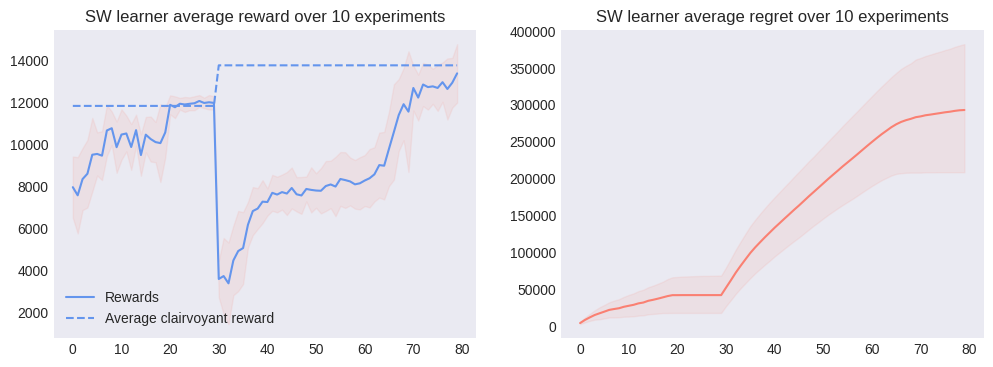 SW learner average reward over 10 experiments
14000
12000
10000
8000
6000
4000
2000
Rewards
Average clairvoyant reward
0 10 20 30 40 50 60 70 80
SW learner average regret over 10 experiments
400000
350000
300000
250000
200000
150000
100000
50000
0
0 10 20 30 40 50 60 70 80